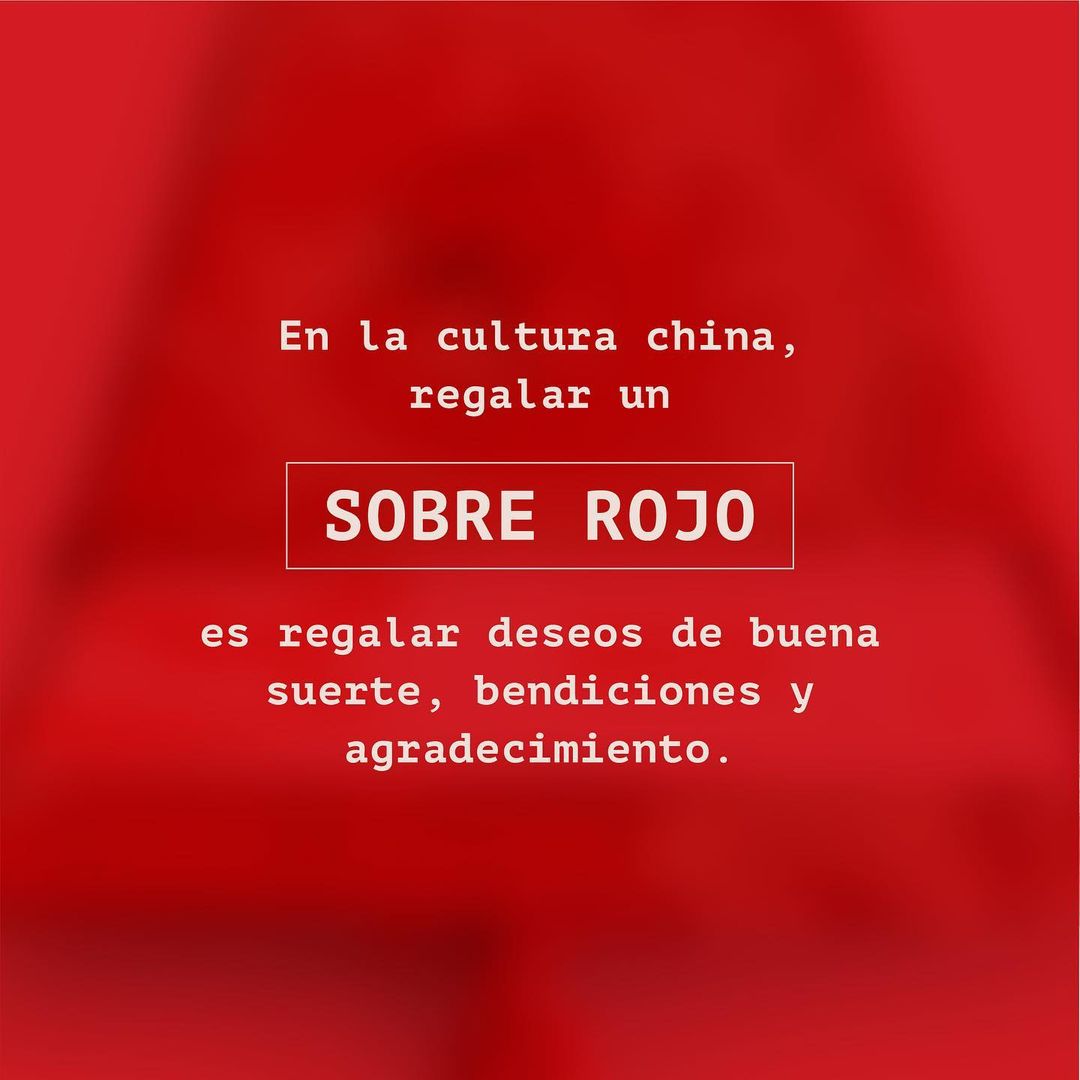 En la cultura china,
regalar un
SOBRE ROJO
es regalar deseos de buena
suerte, bendiciones y
agradecimiento.